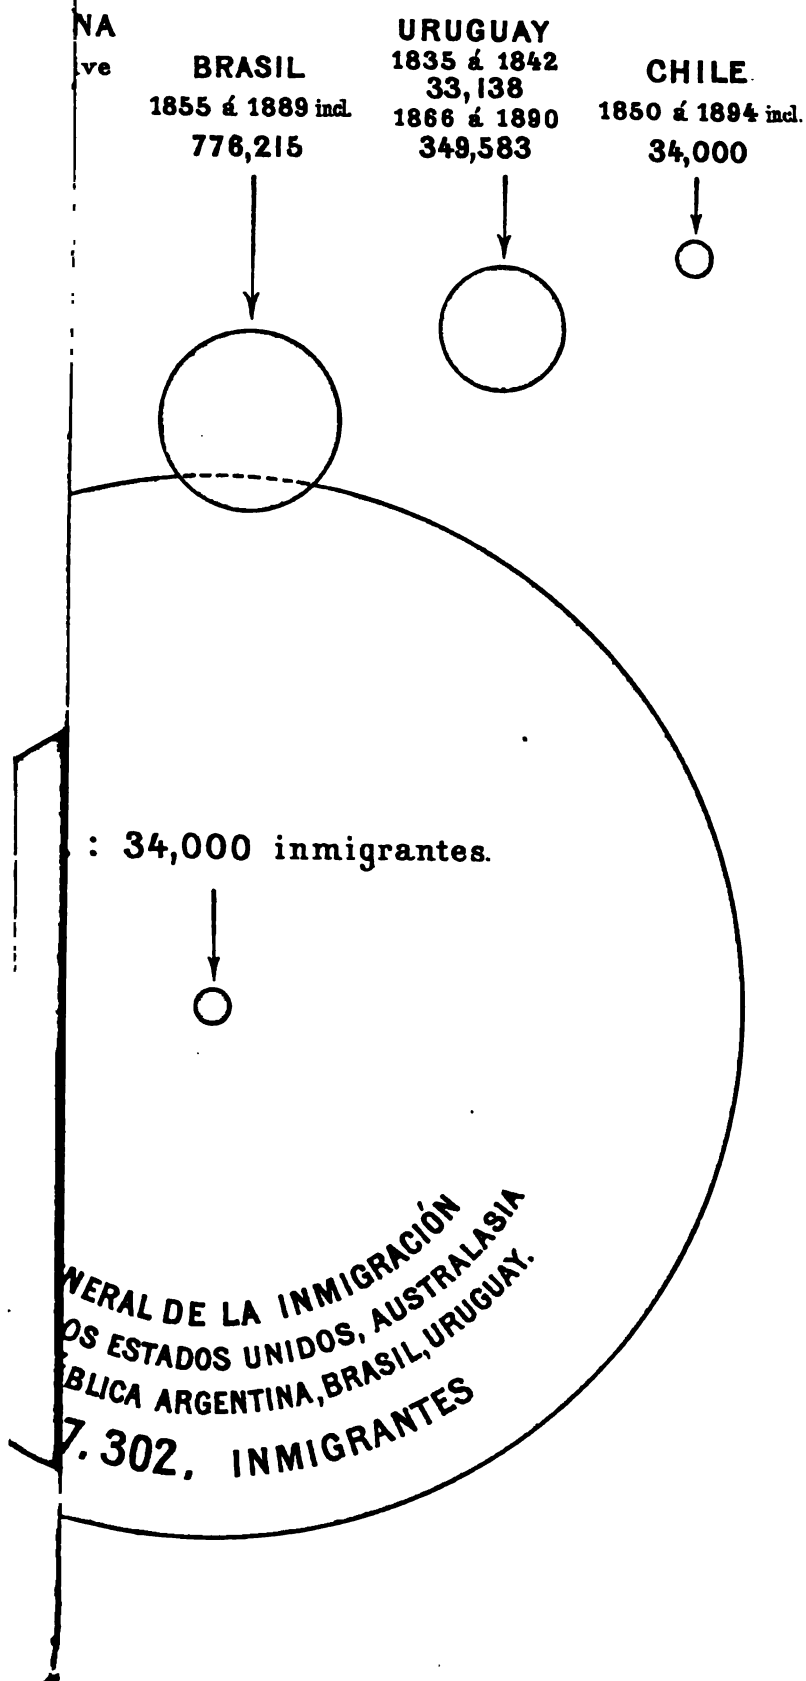 NA
ve
BRASIL
1855 á 1889 incl.
776,215
URUGUAY
1835 á 1842
33,138
1866 á 1890
349,583
CHILE
1850 á 1894 incl.
34,000
: 34,000 inmigrantes.
NERAL DE LA INMIGRACIÓN
OS ESTADOS UNIDOS, AUSTRALASIA
BLICA ARGENTINA, BRASIL, URUGUAY.
7.302, INMIGRANTES